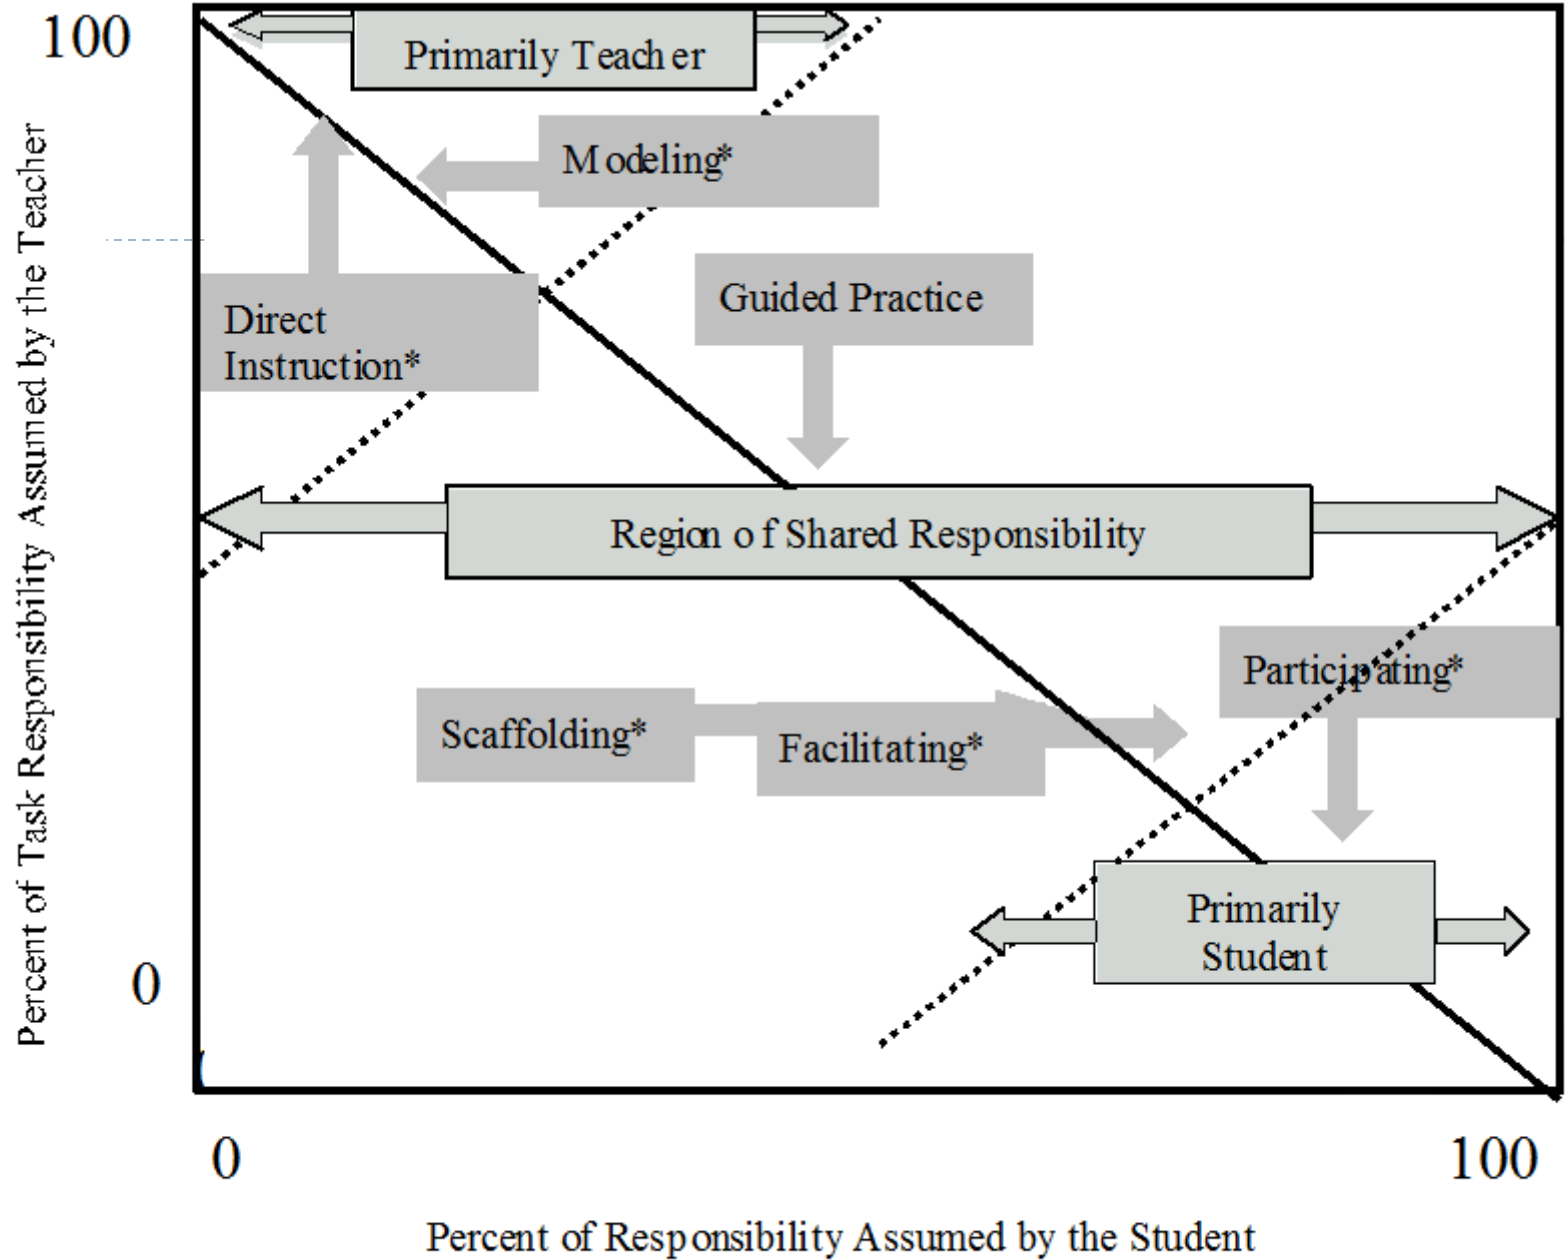 100
Primarily Teacher
Modeling*
Direct
Instruction*
Guided Practice
Region of Shared Responsibility
Participating*
Scaffolding*
Facilitating*
Primarily
Student
0
0
100
Percent of Task Responsibility Assumed by the Teacher
Percent of Responsibility Assumed by the Student